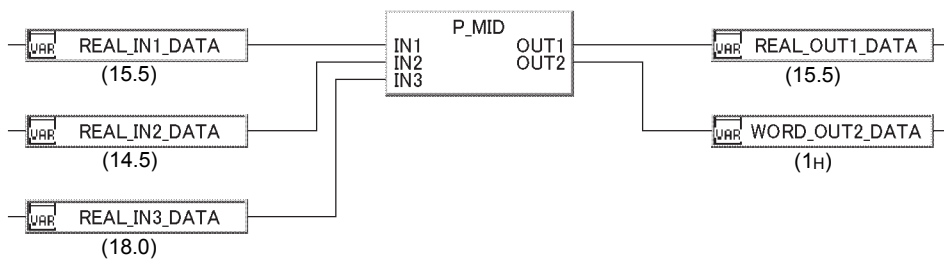 P_MID
VAR REAL_IN1_DATA
(15.5)
IN1 OUT1
IN2 OUT2
IN3
VAR REAL_OUT1_DATA
(15.5)
VAR REAL_IN2_DATA
(14.5)
VAR WORD_OUT2_DATA
(1H)
VAR REAL_IN3_DATA
(18.0)